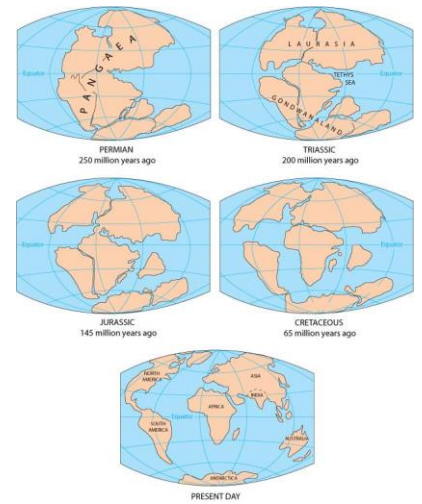 Equator
PANGAEA
PERMIAN
250 million years ago
LAURASIA
TETHYS
SEA
Equator
GONDWANALAND
TRIASSIC
200 million years ago
Equator
JURASSIC
145 million years ago
Equator
CRETACEOUS
65 million years ago
NORTH
AMERICA
ASIA
INDIA
AFRICA
Equator
SOUTH
AMERICA
AUSTRALIA
ANTARCTICA
PRESENT DAY